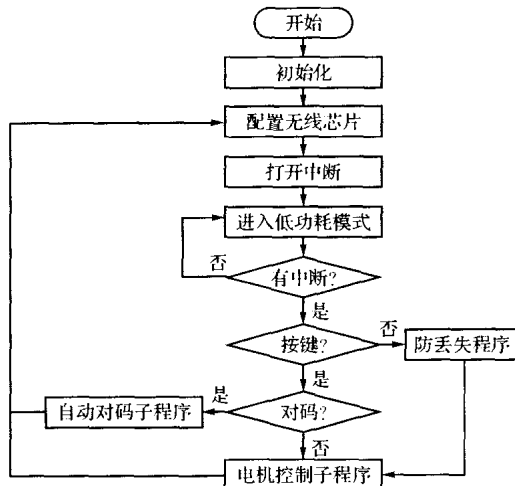 开始
初始化
配置无线芯片
打开中断
进入低功耗模式
否
有中断?
是
按键?
否
防丢失程序
是
自动对码子程序
是
对码?
否
电机控制子程序